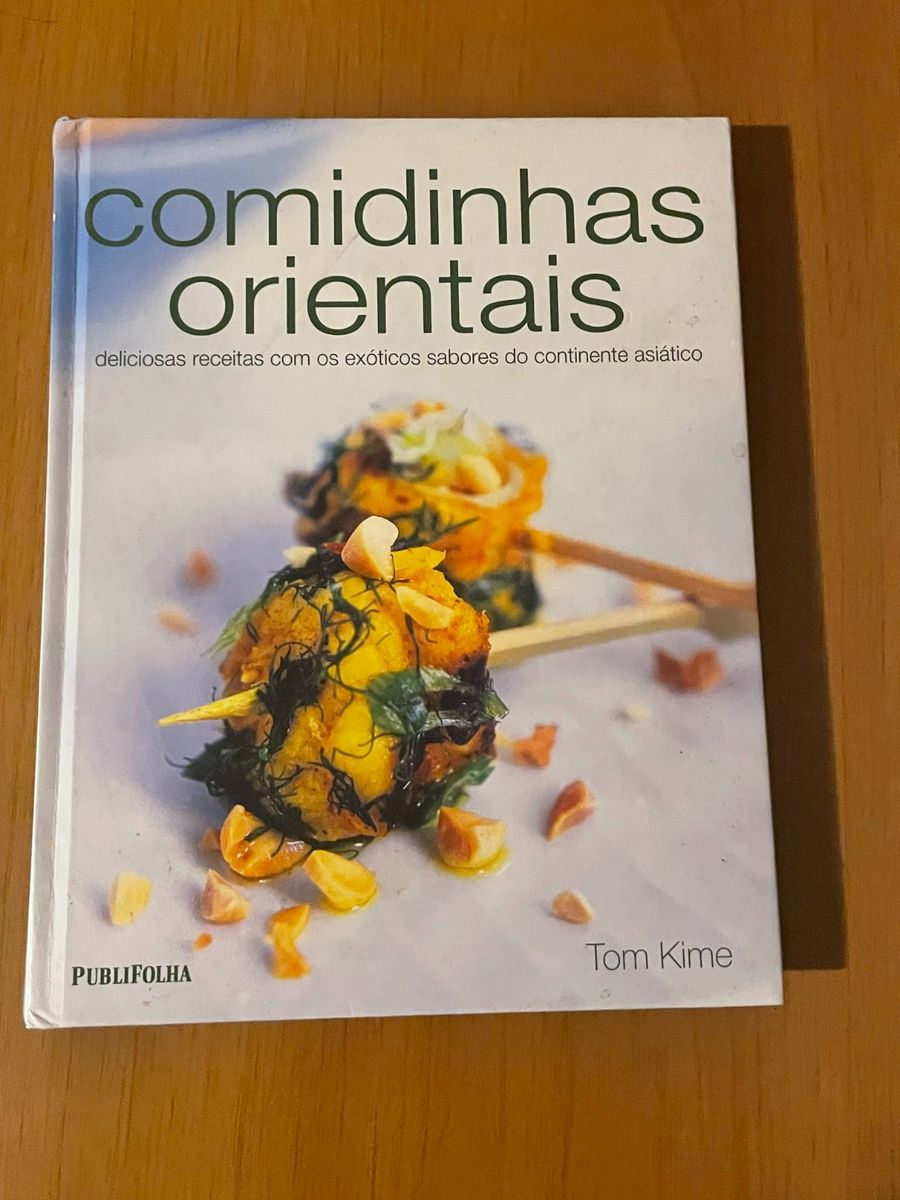 comidinhas
orientais
deliciosas receitas com os exóticos sabores do continente asiático
Tom Kime
PUBLIFOLHA